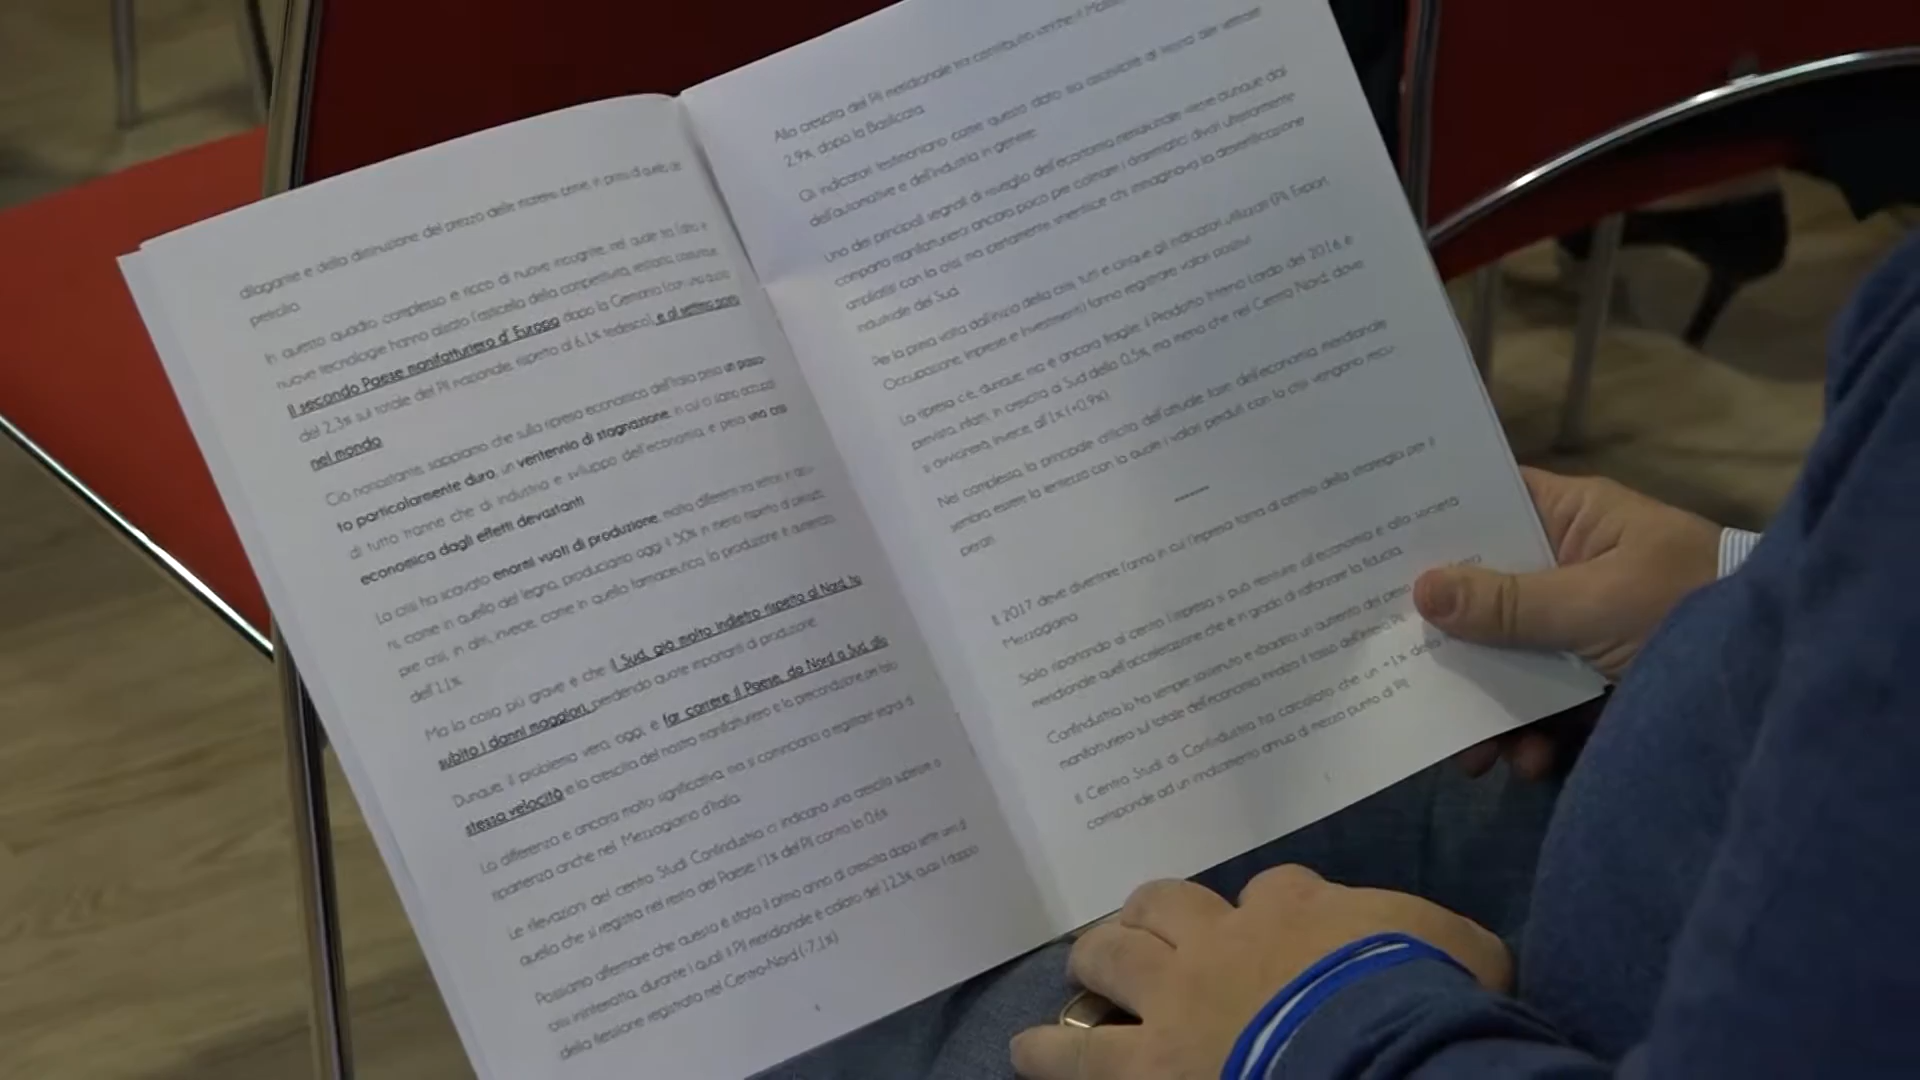 dilagante e della diminuzione del prezzo delle materie prime, in primis di quello del
petrolio.
In questo quadro complesso e ricco di nuove incognite, nel quale tra l'altro le
nuove tecnologie hanno alzato l'asticella della competitività, restiamo, comunque,
il secondo Paese manifatturiero d' Europa dopo la Germania (con una quota
del 2,3% sul totale del Pil nazionale, rispetto al 6,1% tedesco), e al settimo posto
nel mondo.
Ciò nonostante, sappiamo che sulla ripresa economica dell'Italia pesa un passa-
to particolarmente duro, un ventennio di stagnazione, in cui ci siamo occupati
di tutto tranne che di industria e sviluppo dell'economia, e pesa una crisi
economica dagli effetti devastanti.
La crisi ha scavato enormi vuoti di produzione, molto differenti tra settori: in alcu-
ni, come in quello del legno, produciamo oggi il 30% in meno rispetto al periodo
pre crisi, in altri, invece, come in quello farmaceutico, la produzione è aumentata
dell'1,1%.
Ma la cosa più grave è che il Sud, già molto indietro rispetto al Nord, ha
subito i danni maggiori, perdendo quote importanti di produzione.
Dunque, il problema vero, oggi, è far correre il Paese, da Nord a Sud, alla
stessa velocità e la crescita del nostro manifatturiero è la precondizione per farlo.
La differenza è ancora molto significativa, ma si cominciano a registrare segnali di
ripartenza anche nel Mezzogiorno d'Italia.
Le rilevazioni del centro Studi Confindustria ci indicano una crescita superiore a
quella che si registra nel resto del Paese: l'1% del Pil contro lo 0,6%.
Possiamo affermare che questo è stato il primo anno di crescita dopo sette anni di
crisi ininterrotta, durante i quali il Pil meridionale è calato del 12,3%, quasi il doppio
della flessione registrata nel Centro-Nord (-7,1%).
Alla crescita del Pil meridionale ha contribuito anche il
2,9%, dopo la Basilicata.
Gli indicatori testimoniano come questo dato sia ascrivibile al traino del settore
dell'automotive e dell'industria in genere.
Uno dei principali segnali di risveglio dell'economia meridionale viene dunque dal
comparto manifatturiero: ancora poco per colmare i drammatici divari ulteriormente
ampliatisi con la crisi, ma certamente smentisce chi immaginava la desertificazione
industriale del Sud.
Per la prima volta dall'inizio della crisi, tutti e cinque gli indicatori utilizzati (Pil, Export,
Occupazione, Imprese e Investimenti) fanno registrare valori positivi.
La ripresa c'è, dunque, ma è ancora fragile: il Prodotto Interno Lordo del 2016 è
previsto, infatti, in crescita al Sud dello 0,5%, ma meno che nel Centro Nord, dove
si avvicinerà, invece, all'1% (+0,9%).
Nel complesso, la principale criticità dell'attuale fase dell'economia meridionale
sembra essere la lentezza con la quale i valori perduti con la crisi vengono recu-
perati.
Il 2017 deve diventare l'anno in cui l'impresa torna al centro della strategia per il
Mezzogiorno.
Solo riportando al centro l'impresa si può restituire all'economia e alla società
meridionale quell'accelerazione che è in grado di rafforzare la fiducia.
Confindustria lo ha sempre sostenuto e ribadito: un aumento del peso
manifatturiero sul totale dell'economia innalza il tasso dell'intero Pil.
Il Centro Studi di Confindustria ha calcolato che un +1%
corrisponde ad un innalzamento annuo di mezzo punto di Pil.